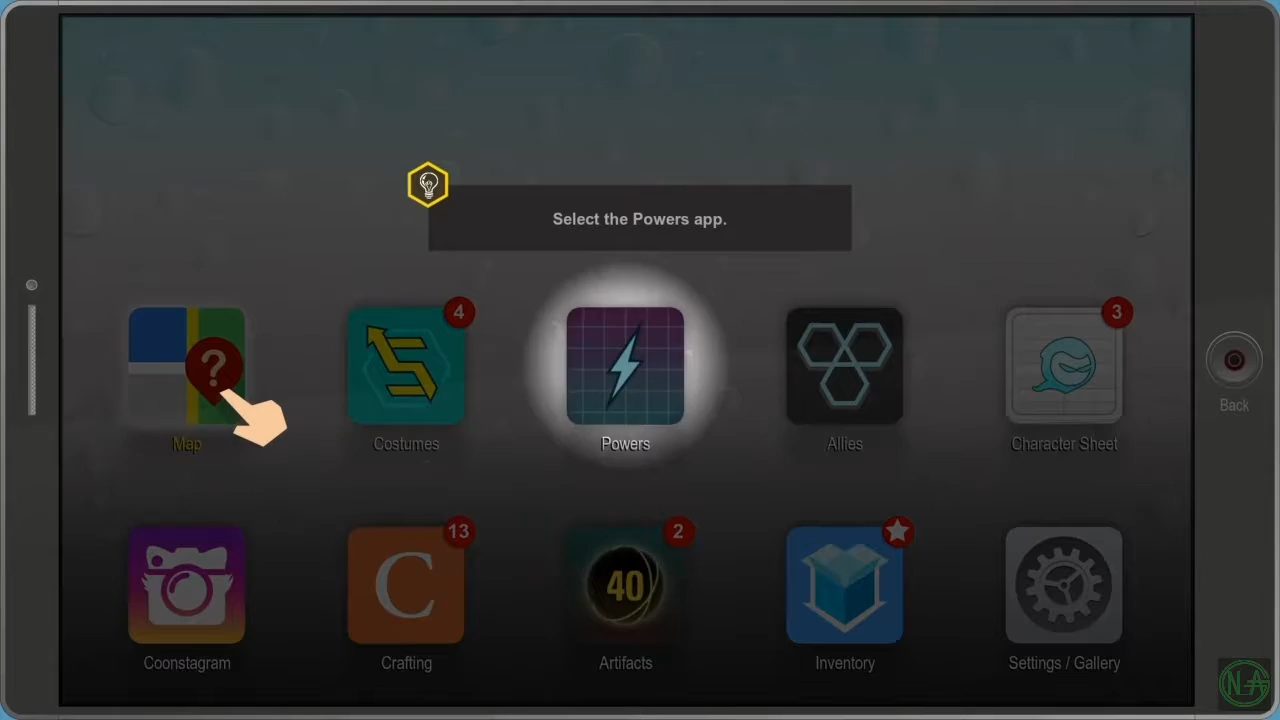 Select the Powers app.
?
4
3
Map
Costumes
Powers
Allies
Character Sheet
Back
13
2
C
40
Coonstagram
Crafting
Artifacts
Inventory
Settings / Gallery